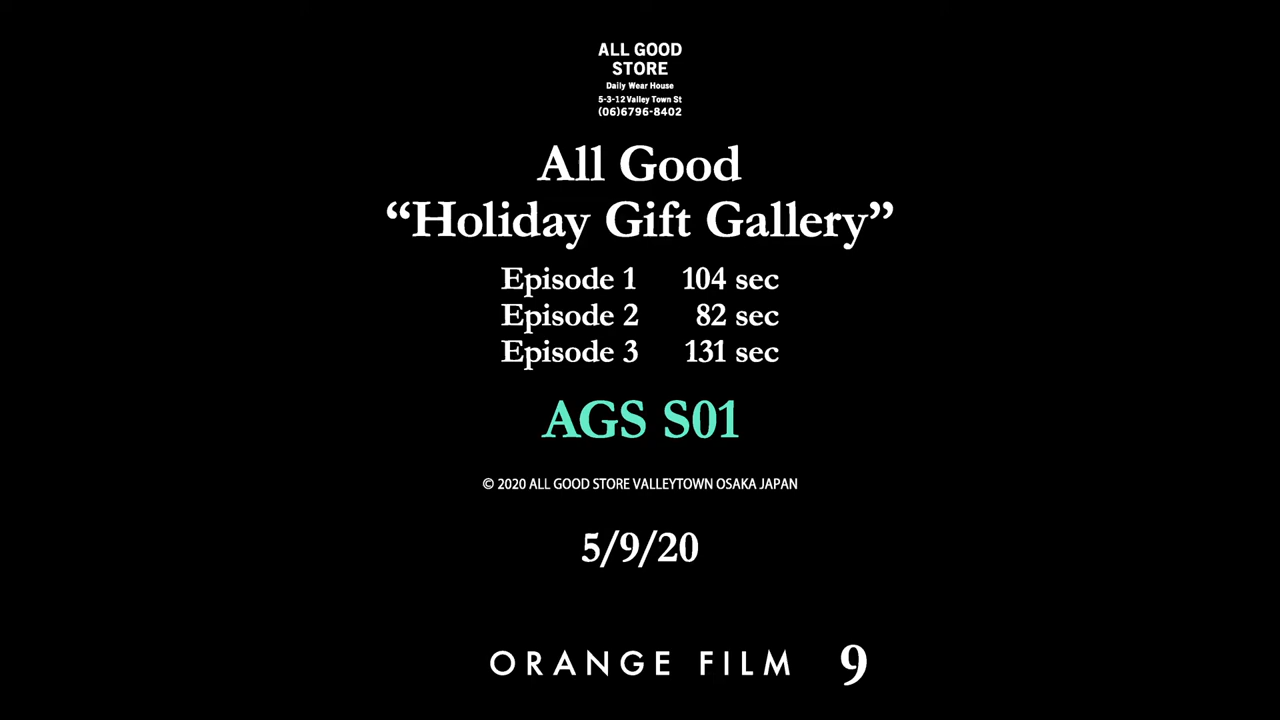 ALL GOOD
STORE
Daily Wear House
5-3-12 Valley Town St
(06)6796-8402
All Good
“Holiday Gift Gallery”
Episode 1 104 sec
Episode 2 82 sec
Episode 3 131 sec
AGS S01
© 2020 ALL GOOD STORE VALLEYTOWN OSAKA JAPAN
5/9/20
ORANGE FILM 9